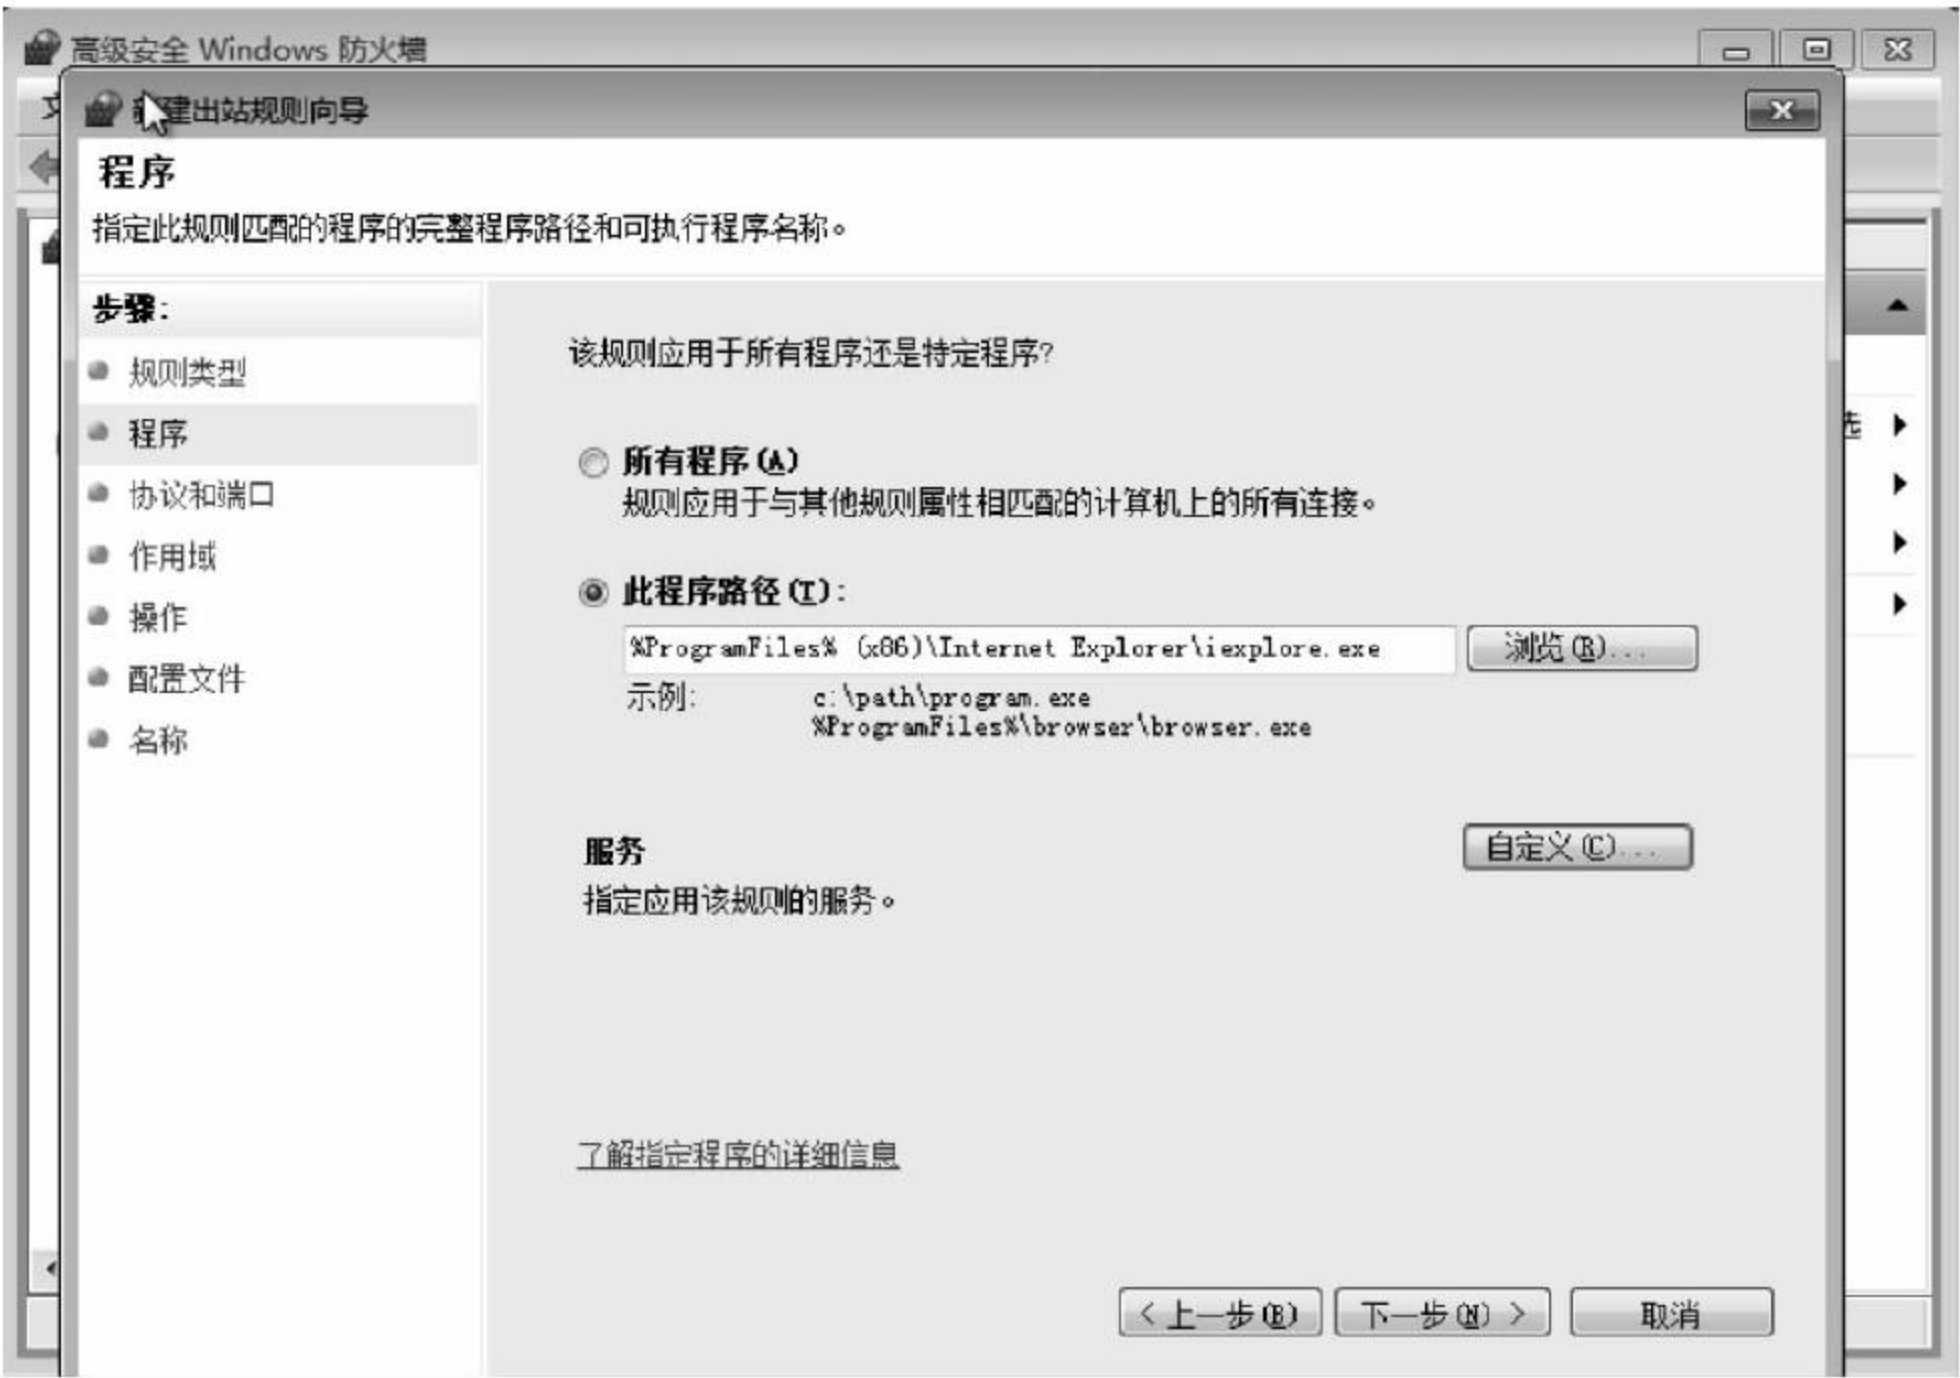 高级安全 Windows 防火墙
新建出站规则向导
程序
指定此规则匹配的程序的完整程序路径和可执行程序名称。
步骤:
规则类型
程序
协议和端口
作用域
操作
配置文件
名称
该规则应用于所有程序还是特定程序?
所有程序(A)
规则应用于与其他规则属性相匹配的计算机上的所有连接。
此程序路径(T):
%ProgramFiles% (x86)\Internet Explorer\iexplore.exe
浏览(R)...
示例: c:\path\program.exe
%ProgramFiles%\browser\browser.exe
服务
自定义(C)...
指定应用该规则的服务。
了解指定程序的详细信息
< 上一步(B)
下一步(N) >
取消